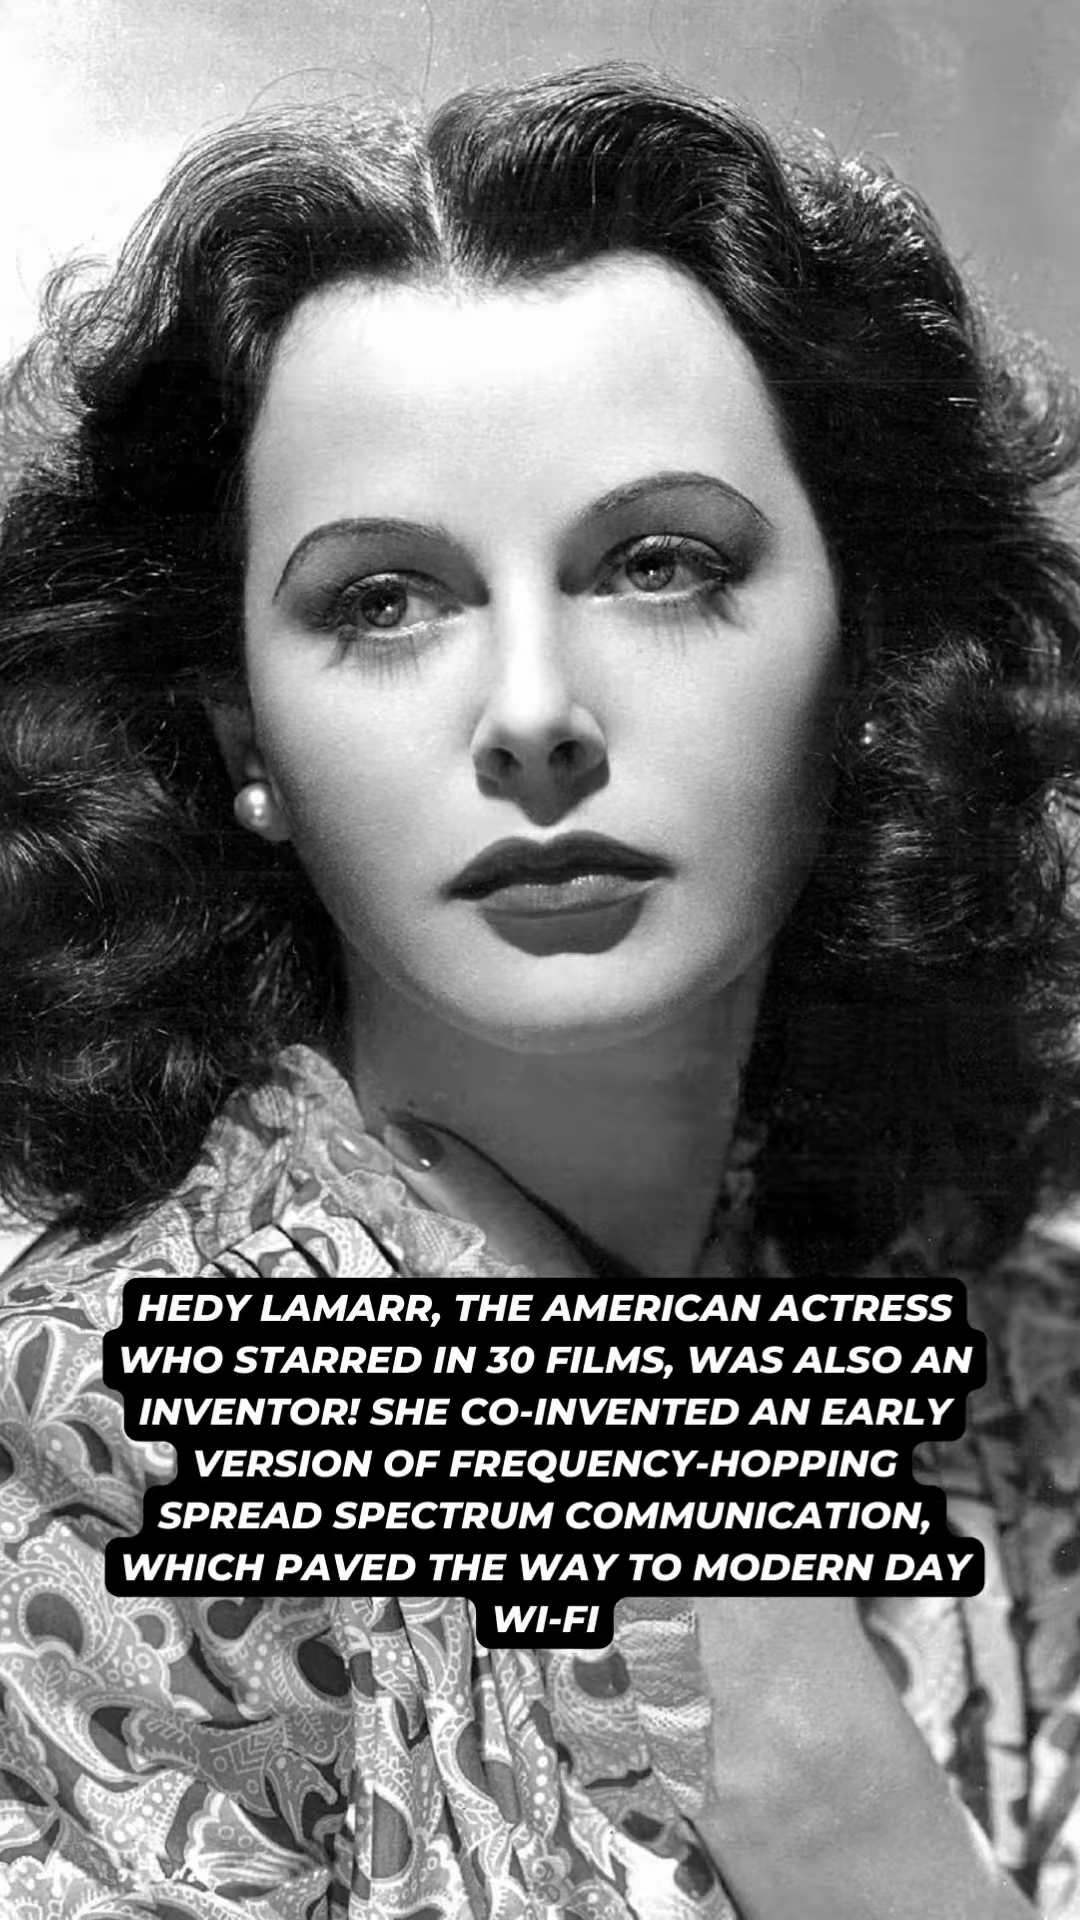 HEDY LAMARR, THE AMERICAN ACTRESS
WHO STARRED IN 30 FILMS, WAS ALSO AN
INVENTOR! SHE CO-INVENTED AN EARLY
VERSION OF FREQUENCY-HOPPING
SPREAD SPECTRUM COMMUNICATION,
WHICH PAVED THE WAY TO MODERN DAY
WI-FI